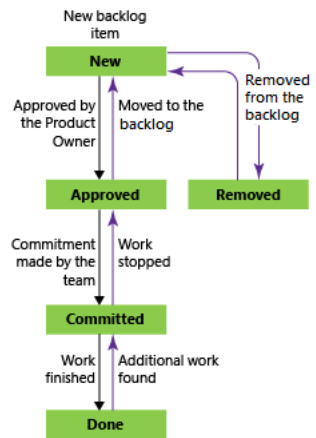 New backlog
item
New
Approved by
the Product
Owner
Moved to the
backlog
Removed
from the
backlog
Approved
Removed
Commitment
made by the
team
Work
stopped
Committed
Work
finished
Additional work
found
Done